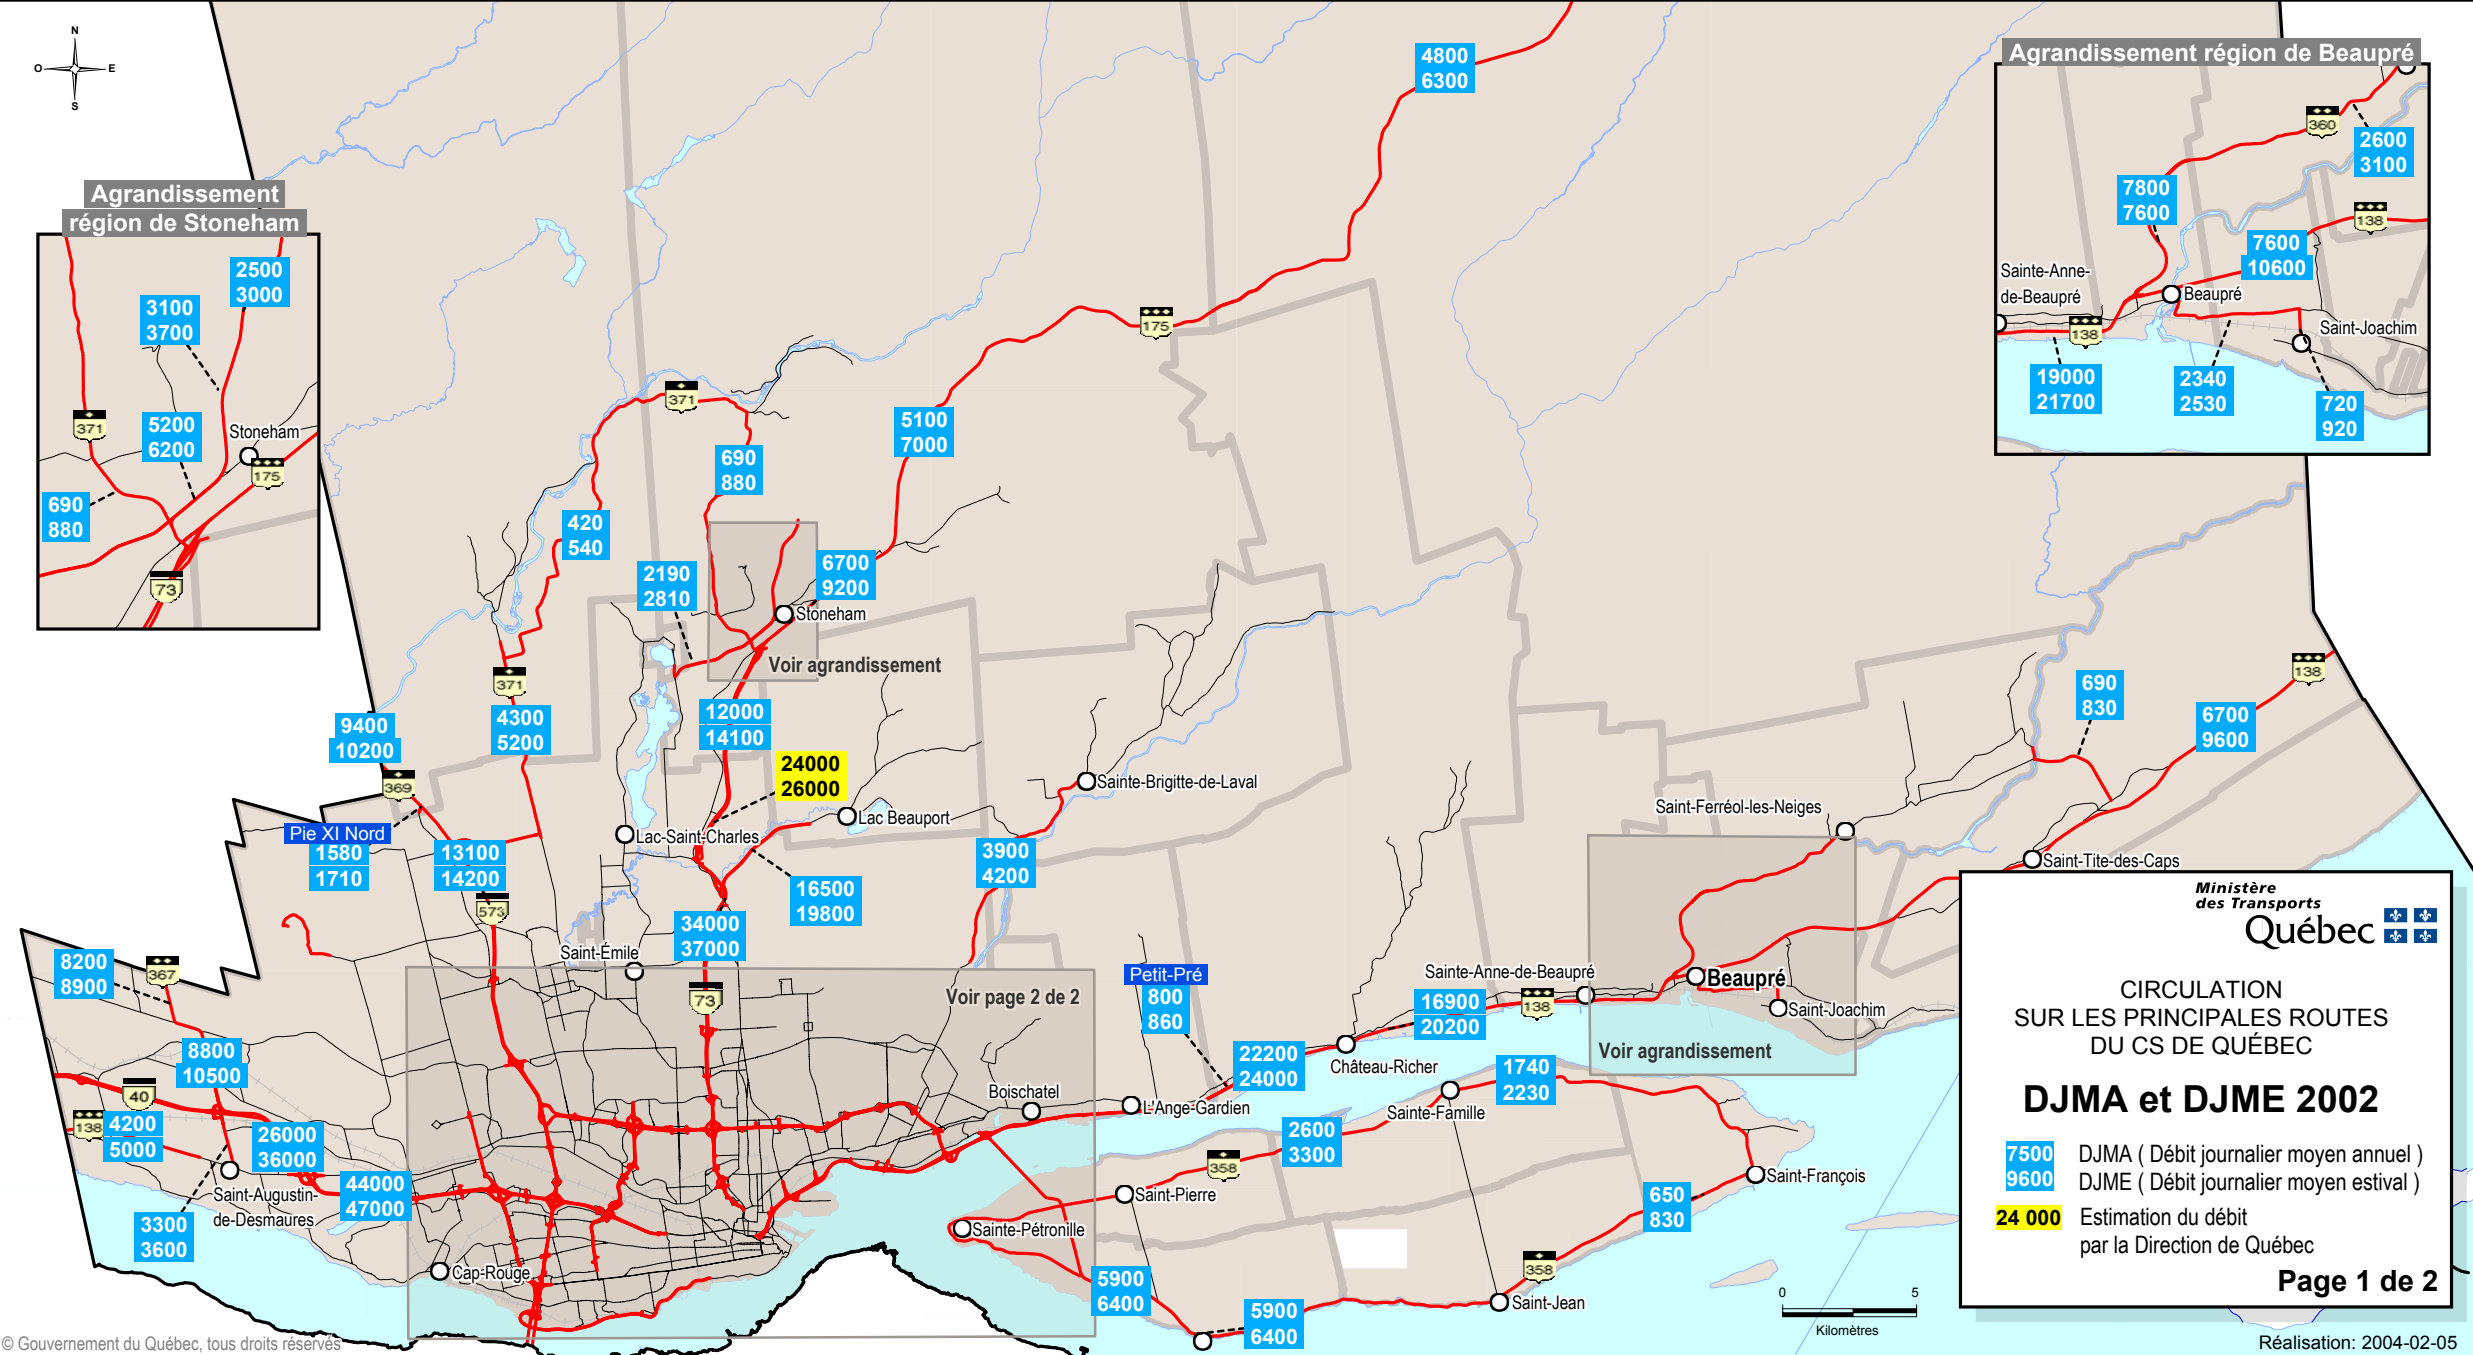 N
O
E
S
Agrandissement
région de Stoneham
2500
3000
3100
3700
371
5200
6200
Stoneham
175
690
880
73
4800
6300
Agrandissement région de Beaupré
360
2600
3100
7800
7600
138
7600
10600
Sainte-Anne-
de-Beaupré
Beaupré
138
Saint-Joachim
19000
21700
2340
2530
720
920
175
371
5100
7000
690
880
420
540
6700
9200
2190
2810
Stoneham
Voir agrandissement
371
4300
5200
9400
10200
12000
14100
369
24000
26000
Sainte-Brigitte-de-Laval
Lac Beauport
Pie XI Nord
1580
1710
Lac-Saint-Charles
13100
14200
3900
4200
16500
19800
573
34000
37000
690
830
138
6700
9600
Saint-Ferréol-les-Neiges
Saint-Tite-des-Caps
8200
8900
367
Saint-Émile
73
Voir page 2 de 2
Petit-Pré
800
860
Sainte-Anne-de-Beaupré
16900
20200
138
Beaupré
Saint-Joachim
Voir agrandissement
8800
10500
22200
24000
Château-Richer
1740
2230
40
138
4200
5000
26000
36000
Boischatel
L'Ange-Gardien
Sainte-Famille
2600
3300
358
Saint-Augustin-
de-Desmaures
44000
47000
3300
3600
Saint-Pierre
Saint-François
650
830
Sainte-Pétronille
Cap-Rouge
5900
6400
5900
6400
358
Saint-Jean
0 5
Kilomètres
Ministère
des Transports
Québec
CIRCULATION
SUR LES PRINCIPALES ROUTES
DU CS DE QUÉBEC
DJMA et DJME 2002
7500 DJMA ( Débit journalier moyen annuel )
9600 DJME ( Débit journalier moyen estival )
24 000 Estimation du débit
par la Direction de Québec
Page 1 de 2
© Gouvernement du Québec, tous droits réservés
Réalisation: 2004-02-05